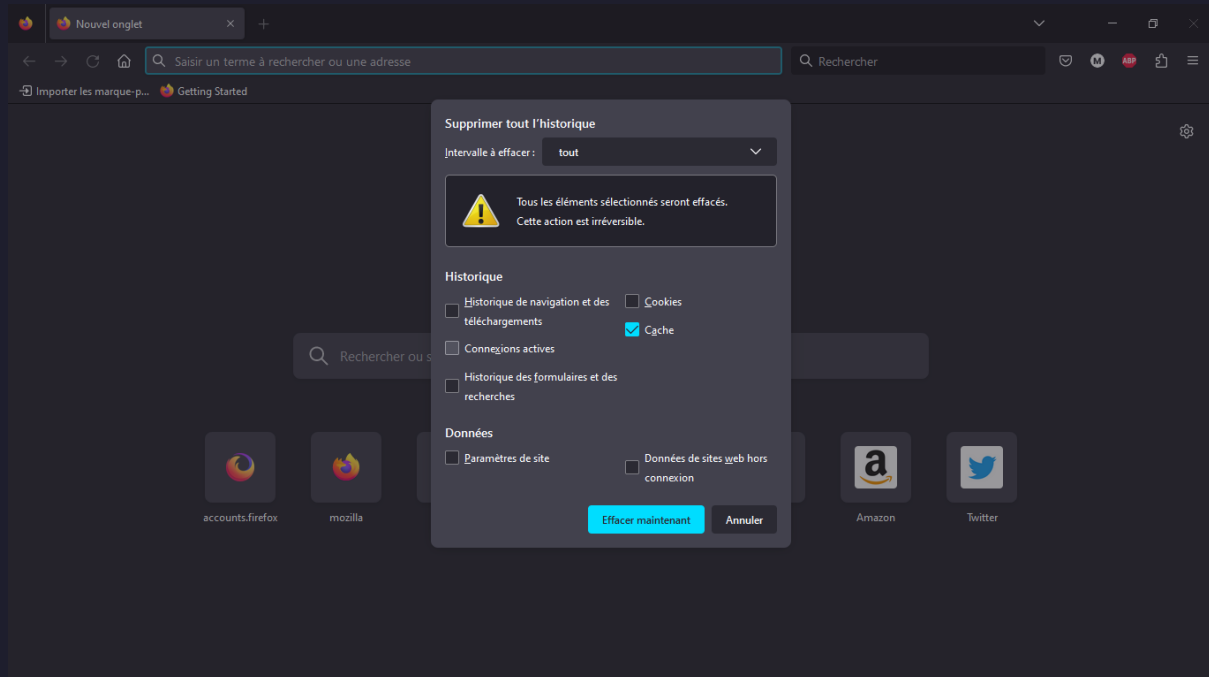 Nouvel onglet
Saisir un terme à rechercher ou une adresse
Rechercher
M
ABP
Importer les marque-p...
Getting Started
Supprimer tout l’historique
Intervalle à effacer :
tout
Tous les éléments sélectionnés seront effacés.
Cette action est irréversible.
Historique
Historique de navigation et des
téléchargements
Cookies
Cache
Connexions actives
Historique des formulaires et des
recherches
Rechercher ou s
Données
Paramètres de site
Données de sites web hors
connexion
Effacer maintenant
Annuler
a
accounts.firefox
mozilla
Amazon
Twitter